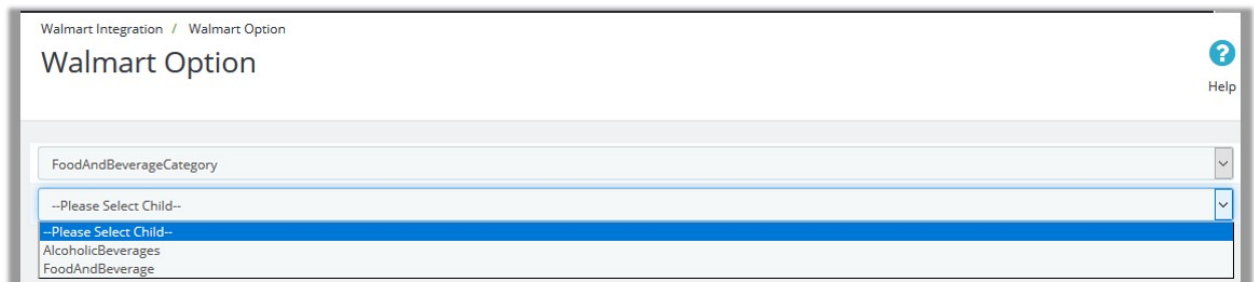 Walmart Integration / Walmart Option
Walmart Option
?
Help
FoodAndBeverageCategory
--Please Select Child--
--Please Select Child--
AlcoholicBeverages
FoodAndBeverage